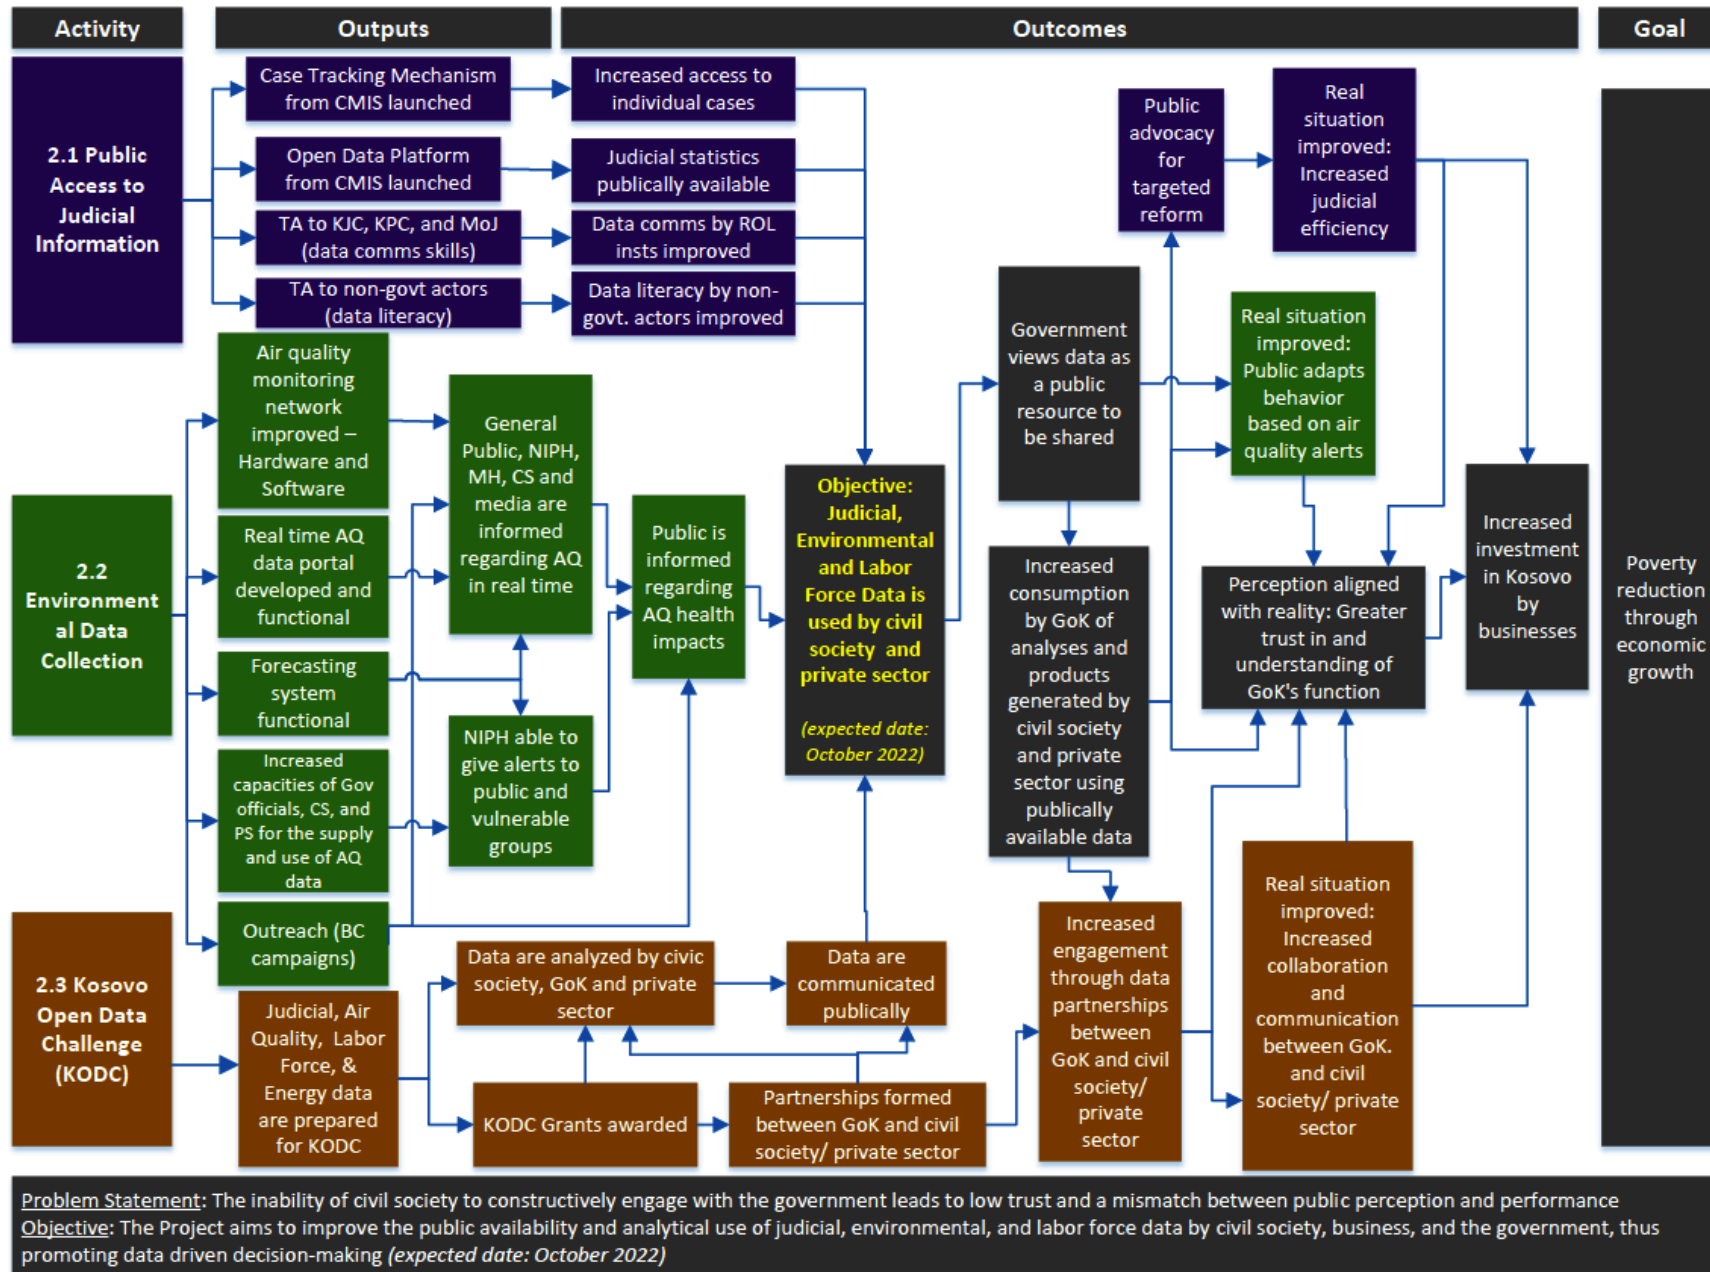 Activity
Outputs
Outcomes
Goal
2.1 Public
Access to
Judicial
Information
Case Tracking Mechanism
from CMIS launched
Increased access to
individual cases
Open Data Platform
from CMIS launched
Judicial statistics
publically available
TA to KJC, KPC, and MoJ
(data comms skills)
Data comms by ROL
insts improved
TA to non-govt actors
(data literacy)
Data literacy by non-
govt. actors improved
Public
advocacy
for
targeted
reform
Real
situation
improved:
Increased
judicial
efficiency
2.2
Environment
al Data
Collection
Air quality
monitoring
network
improved –
Hardware and
Software
Real time AQ
data portal
developed and
functional
Forecasting
system
functional
Increased
capacities of Gov
officials, CS, and
PS for the supply
and use of AQ
data
Outreach (BC
campaigns)
General
Public, NIPH,
MH, CS and
media are
informed
regarding AQ
in real time
NIPH able to
give alerts to
public and
vulnerable
groups
Public is
informed
regarding
AQ health
impacts
Objective:
Judicial,
Environmental
and Labor
Force Data is
used by civil
society and
private sector
(expected date:
October 2022)
Government
views data as
a public
resource to
be shared
Increased
consumption
by GoK of
analyses and
products
generated by
civil society
and private
sector using
publically
available data
Real situation
improved:
Public adapts
behavior
based on air
quality alerts
Perception aligned
with reality: Greater
trust in and
understanding of
GoK's function
Increased
investment
in Kosovo
by
businesses
Poverty
reduction
through
economic
growth
2.3 Kosovo
Open Data
Challenge
(KODC)
Judicial, Air
Quality, Labor
Force, &
Energy data
are prepared
for KODC
Data are analyzed by civic
society, GoK and private
sector
KODC Grants awarded
Data are
communicated
publically
Partnerships formed
between GoK and civil
society/ private sector
Increased
engagement
through data
partnerships
between
GoK and civil
society/
private
sector
Real situation
improved:
Increased
collaboration
and
communication
between GoK.
and civil
society/ private
sector
Problem Statement: The inability of civil society to constructively engage with the government leads to low trust and a mismatch between public perception and performance
Objective: The Project aims to improve the public availability and analytical use of judicial, environmental, and labor force data by civil society, business, and the government, thus
promoting data driven decision-making (expected date: October 2022)